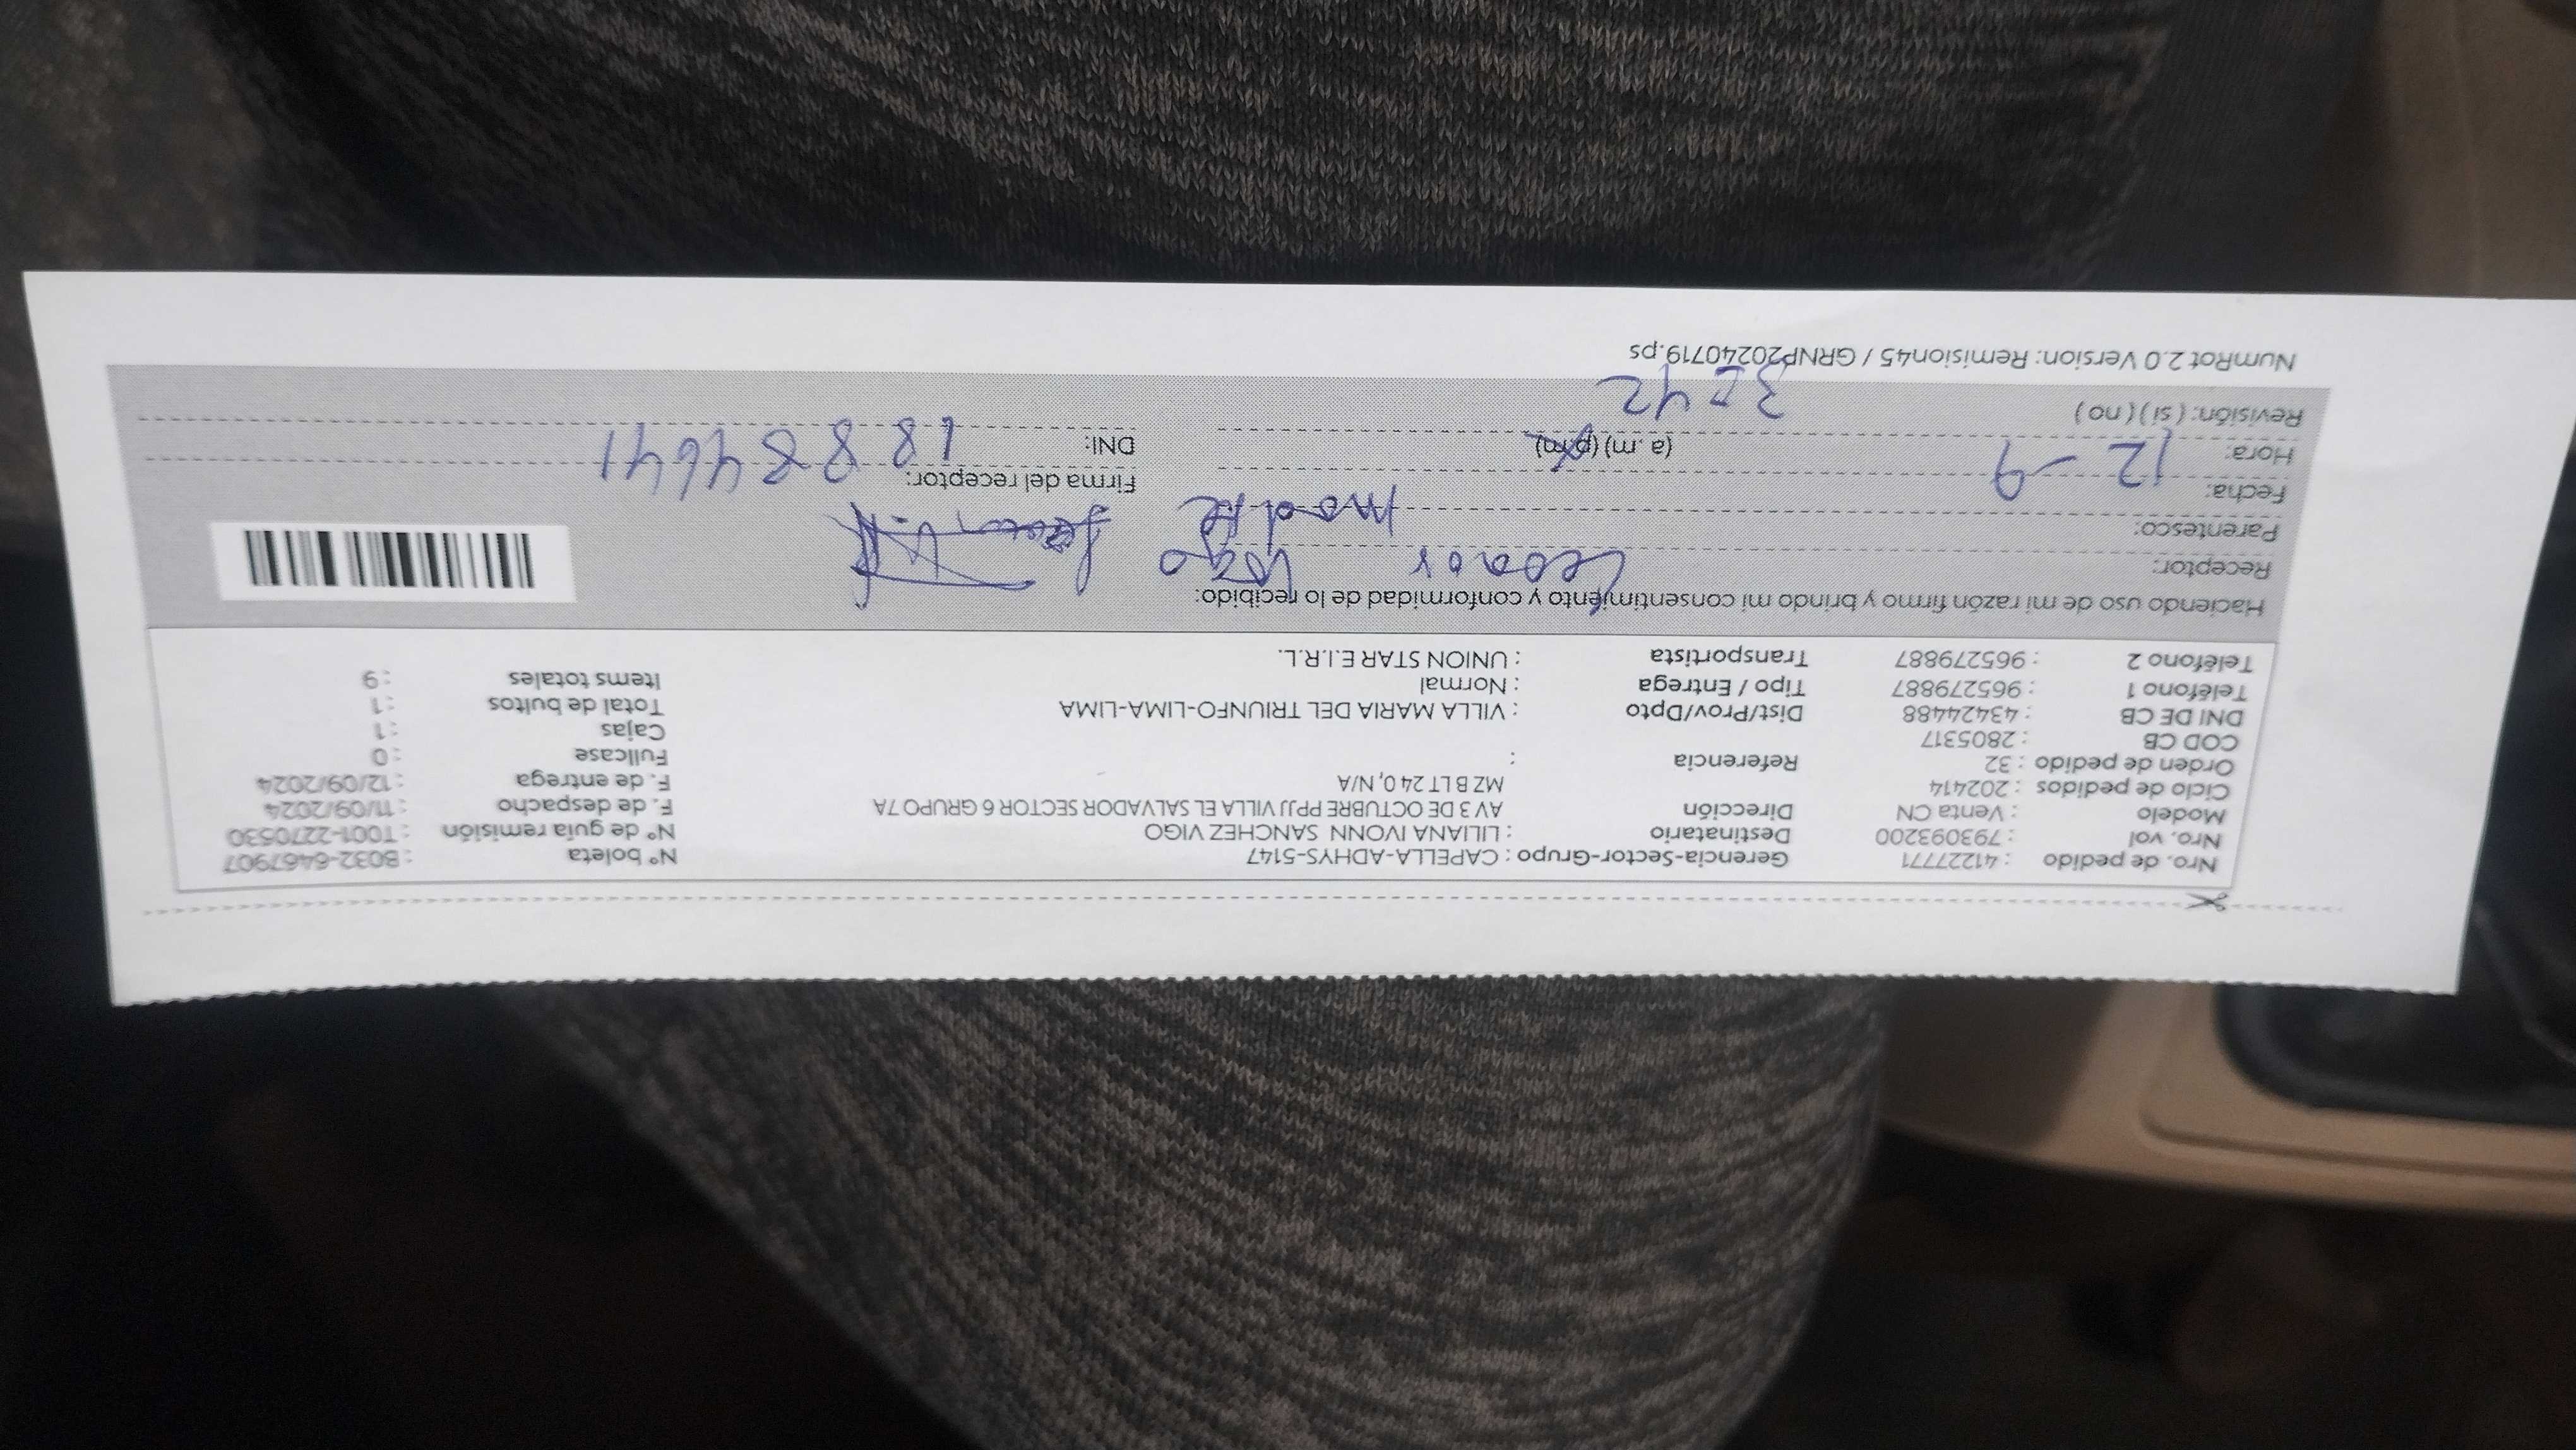 Nro. de pedido : 41227771 Gerencia-Sector-Grupo : CAPELLA-ADHYS-5147 N° boleta : B032-6467907
Nro. vol : 793093200 Destinatario : LILIANA IVONN SANCHEZ VIGO N° de guía remisión : T001-2270530
Modelo : Venta CN Dirección AV 3 DE OCTUBRE PPJJ VILLA EL SALVADOR SECTOR 6 GRUPO 7A F. de despacho : 11/09/2024
Ciclo de pedidos : 202414 MZ B LT 24 0, N/A F. de entrega : 12/09/2024
Orden de pedido : 32 Referencia : Fullcase : 0
COD CB : 2805317 Cajas : 1
DNI DE CB : 43424488 Dist/Prov/Dpto : VILLA MARIA DEL TRIUNFO-LIMA-LIMA Total de bultos : 1
Teléfono 1 : 965279887 Tipo / Entrega : Normal Items totales : 9
Teléfono 2 : 965279887 Transportista : UNION STAR E.I.R.L.
Haciendo uso de mi razón firmo y brindo mi consentimiento y conformidad de lo recibido:
Receptor: Leonor Vigo
Parentesco: madre
Fecha: 12-9 Firma del receptor:
Hora: (a. m) (p.m) DNI: 18884641
Revisión: ( si ) ( no ) 3:42
NumRot 2.0 Version: Remision45 / GRNP20240719.ps